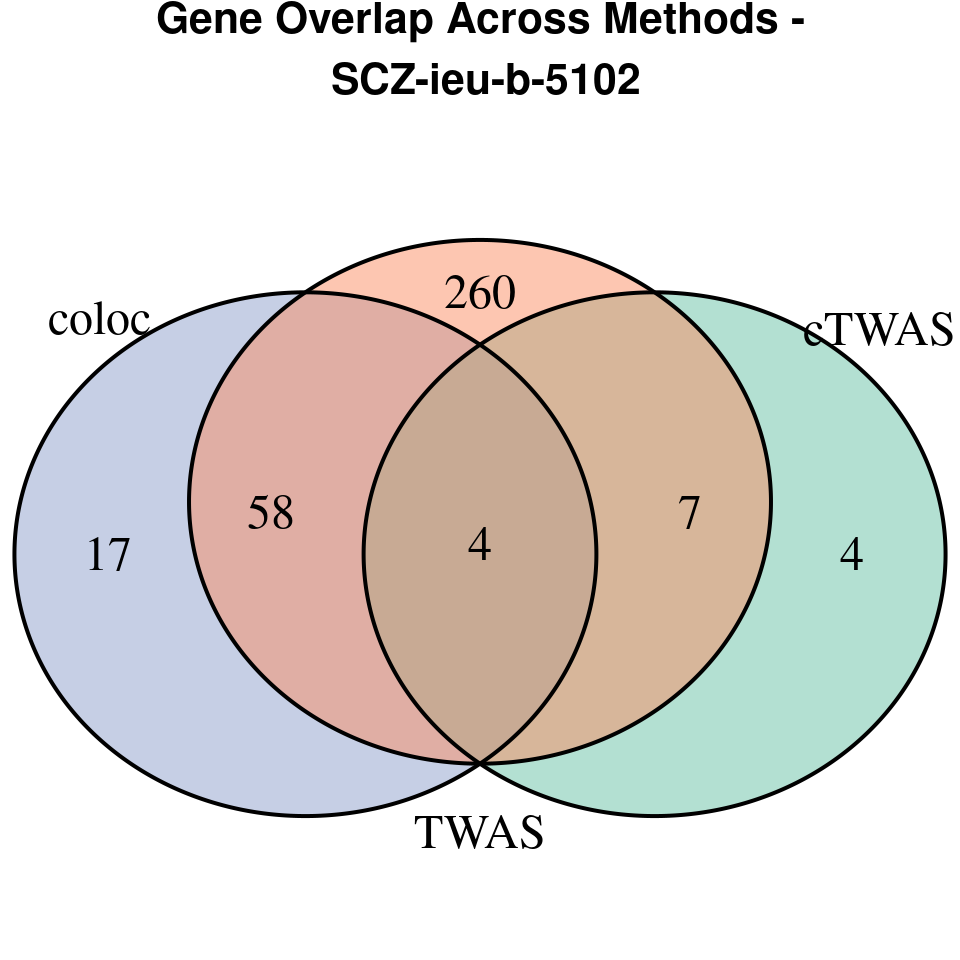 Gene Overlap Across Methods -
SCZ-ieu-b-5102
260
coloc
cTWAS
58
7
4
17
4
TWAS